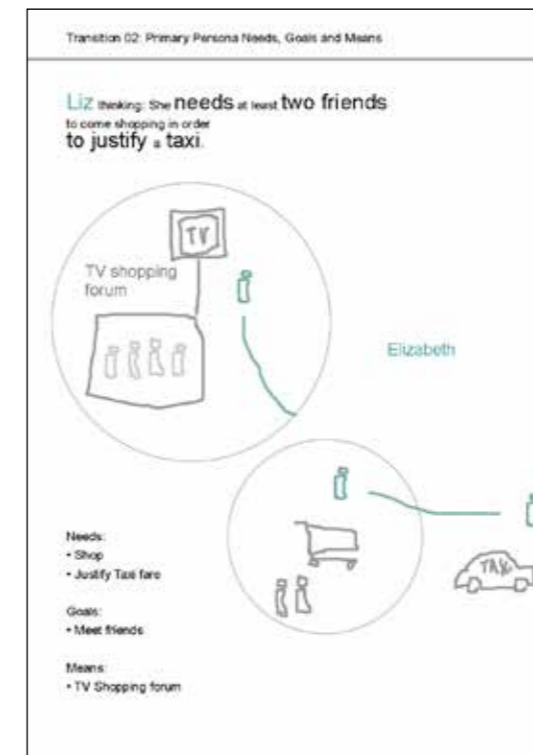 Transition 02: Primary Persona Needs, Goals and Means
Liz thinking: She needs at least two friends
to come shopping in order
to justify a taxi.
TV
TV shopping
forum
Elizabeth
TAXI
Needs:
• Shop
• Justify Taxi fare
Goals:
• Meet friends
Means:
• TV Shopping forum